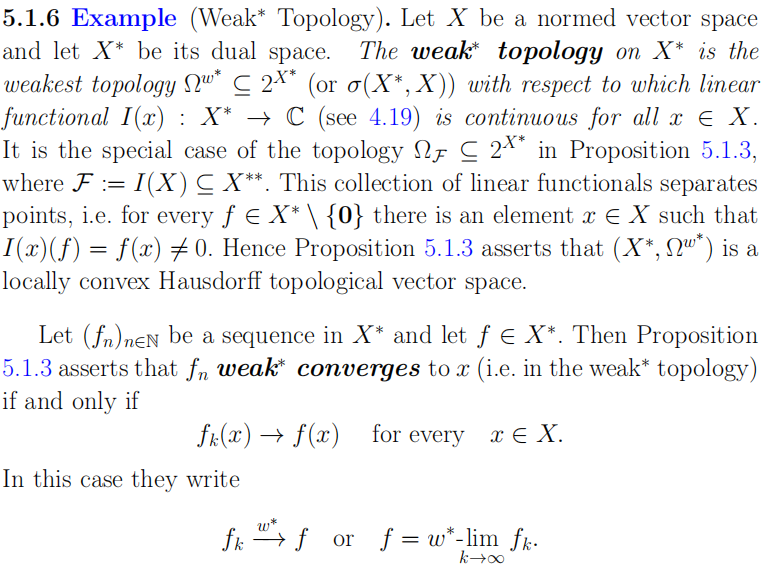 5.1.6 Example (Weak* Topology). Let X be a normed vector space
and let X* be its dual space. The weak* topology on X* is the
weakest topology Ω^{w*} ⊆ 2^{X*} (or σ(X*, X)) with respect to which linear
functional I(x) : X* → ℂ (see 4.19) is continuous for all x ∈ X.
It is the special case of the topology Ω_ℱ ⊆ 2^{X*} in Proposition 5.1.3,
where ℱ := I(X) ⊆ X**. This collection of linear functionals separates
points, i.e. for every f ∈ X* \ {0} there is an element x ∈ X such that
I(x)(f) = f(x) ≠ 0. Hence Proposition 5.1.3 asserts that (X*, Ω^{w*}) is a
locally convex Hausdorff topological vector space.
Let (f_n)_{n∈ℕ} be a sequence in X* and let f ∈ X*. Then Proposition
5.1.3 asserts that f_n weak* converges to x (i.e. in the weak* topology)
if and only if
f_k(x) → f(x) for every x ∈ X.
In this case they write
f_k \xrightarrow{w*} f or f = w*-lim_{k→∞} f_k.